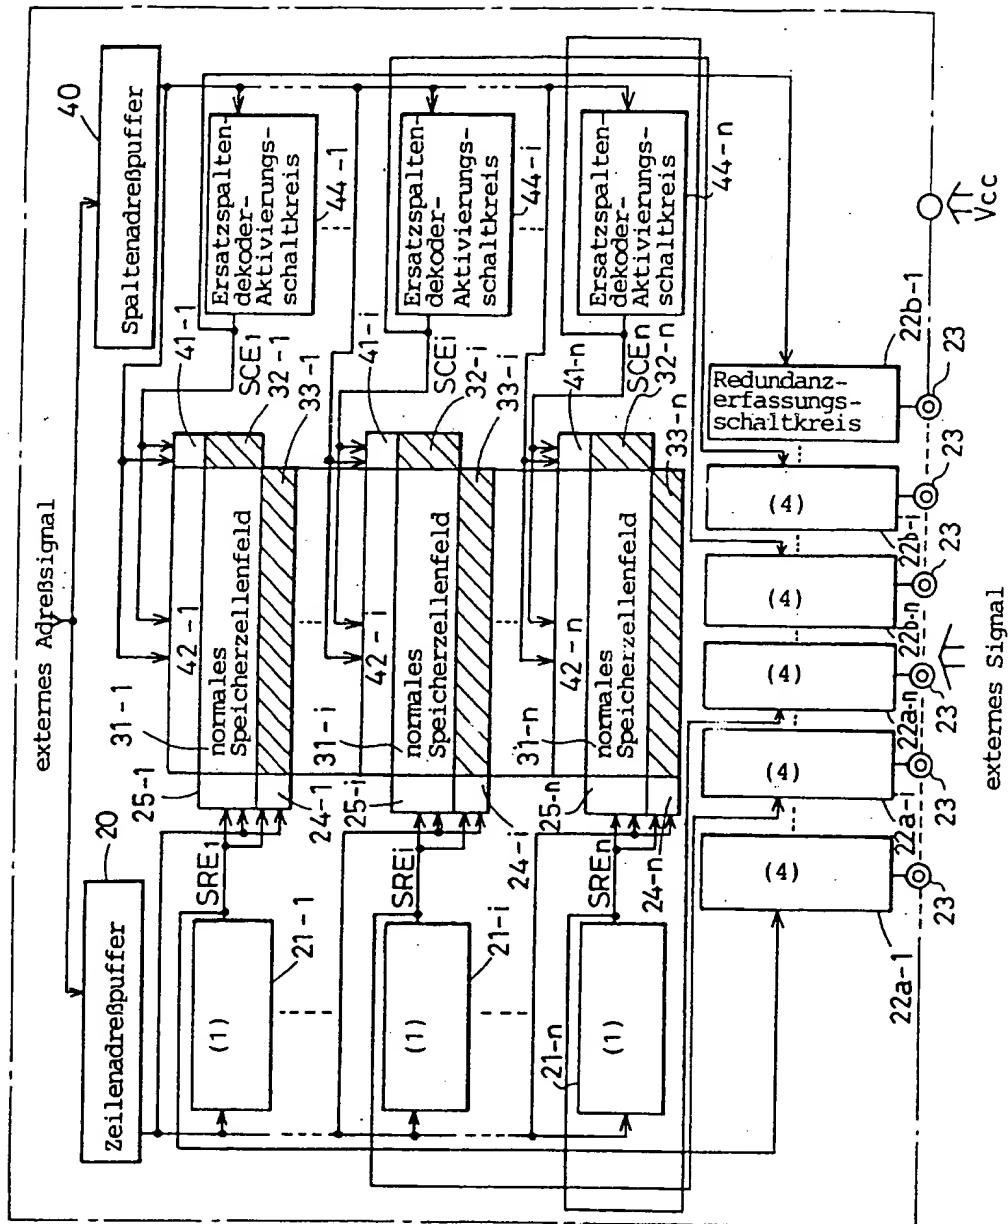 externes Adreßsignal
Zeilenadreßpuffer
20
Spaltenadreßpuffer
40
(1)
21-1
SRE1
25-1
24-1
31-1
42-1
normales
Speicherzellenfeld
41-1
SCE1
32-1
33-1
Ersatzspalten-
dekoder-
Aktivierungs-
schaltkreis
44-1
(1)
21-i
SREi
25-i
24-i
31-i
42-i
normales
Speicherzellenfeld
41-i
SCEi
32-i
33-i
Ersatzspalten-
dekoder-
Aktivierungs-
schaltkreis
44-i
(1)
21-n
SREn
25-n
24-n
31-n
42-n
normales
Speicherzellenfeld
41-n
SCEn
32-n
33-n
Ersatzspalten-
dekoder-
Aktivierungs-
schaltkreis
44-n
(4)
22a-1
23
(4)
22a-i
23
(4)
22a-n
23
(4)
22b-n
23
(4)
22b-i
23
Redundanz-
erfassungs-
schaltkreis
22b-1
23
externes Signal
Vcc